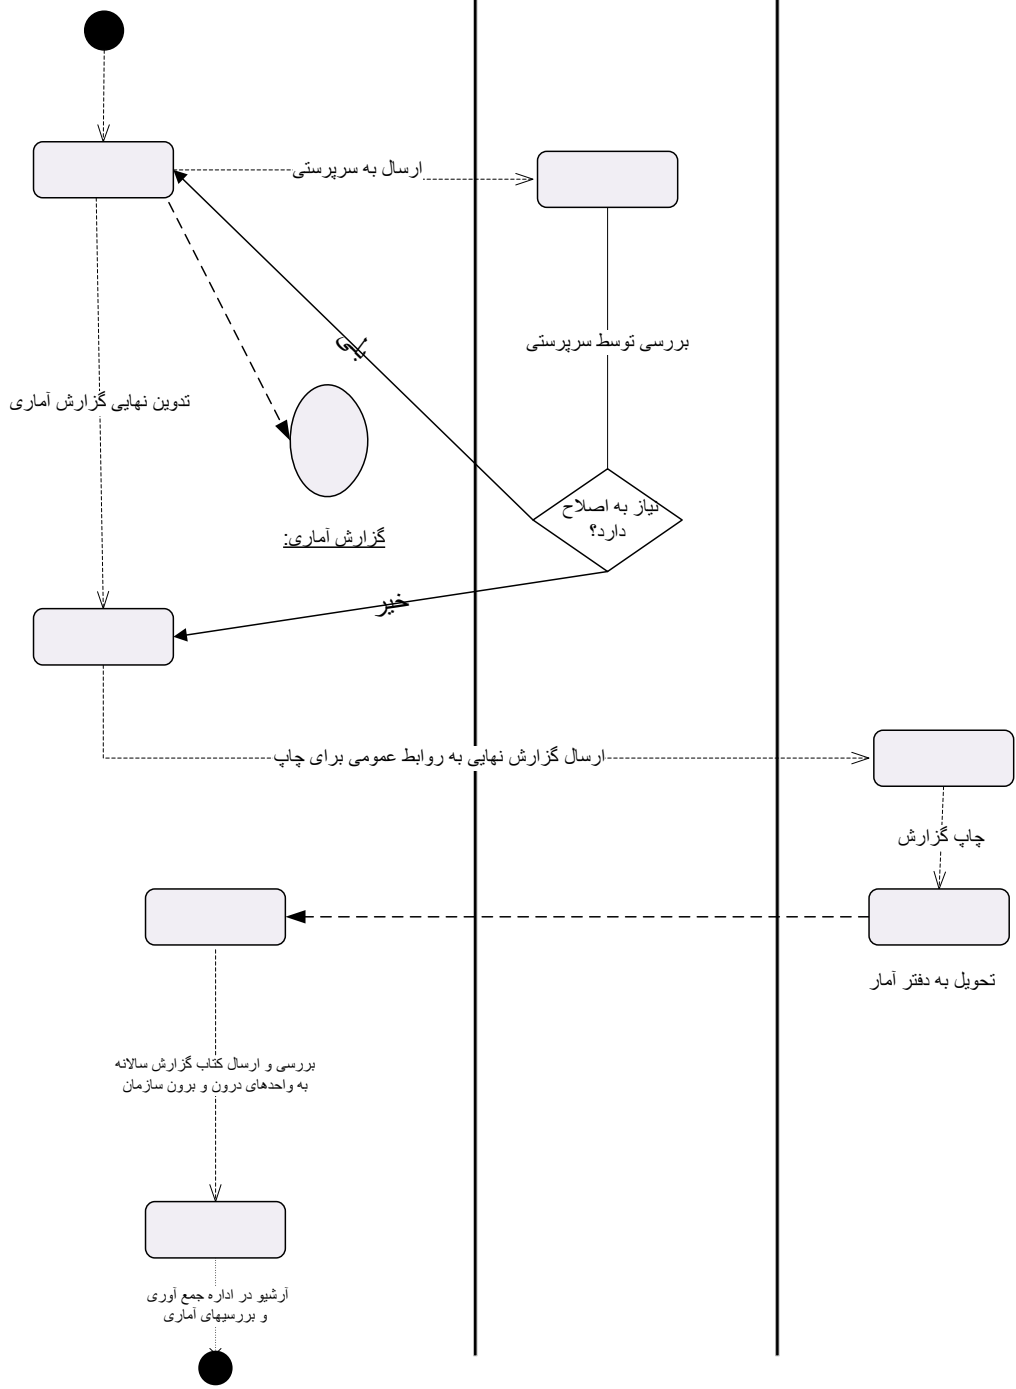 ارسال به سرپرستی
بررسی توسط سرپرستی
تدوین نهایی گزارش آماری
نیاز به اصلاح
دارد؟
گزارش آماری:
خیر
ارسال گزارش نهایی به روابط عمومی برای چاپ
چاپ گزارش
تحویل به دفتر آمار
بررسی و ارسال کتاب گزارش سالانه
به واحدهای درون و برون سازمان
آرشیو در اداره جمع آوری
و بررسیهای آماری